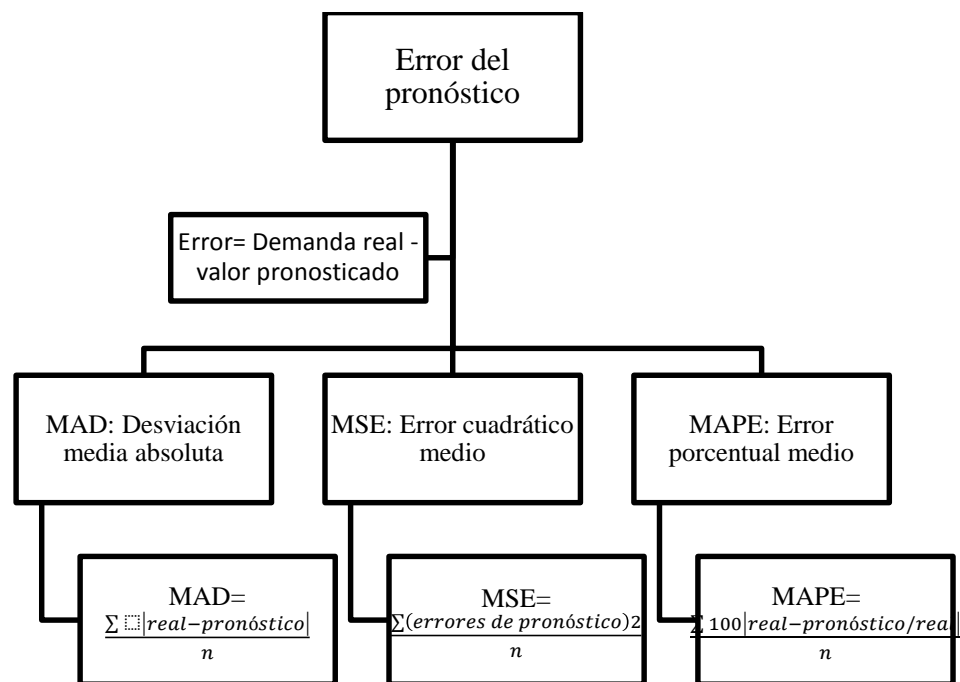 Error del
pronóstico
Error= Demanda real -
valor pronosticado
MAD: Desviación
media absoluta
MSE: Error cuadrático
medio
MAPE: Error
porcentual medio
MAD=
∑ ⬚|real−pronóstico|
n
MSE=
∑(errores de pronóstico)2
n
MAPE=
∑ 100|real−pronóstico/real|
n